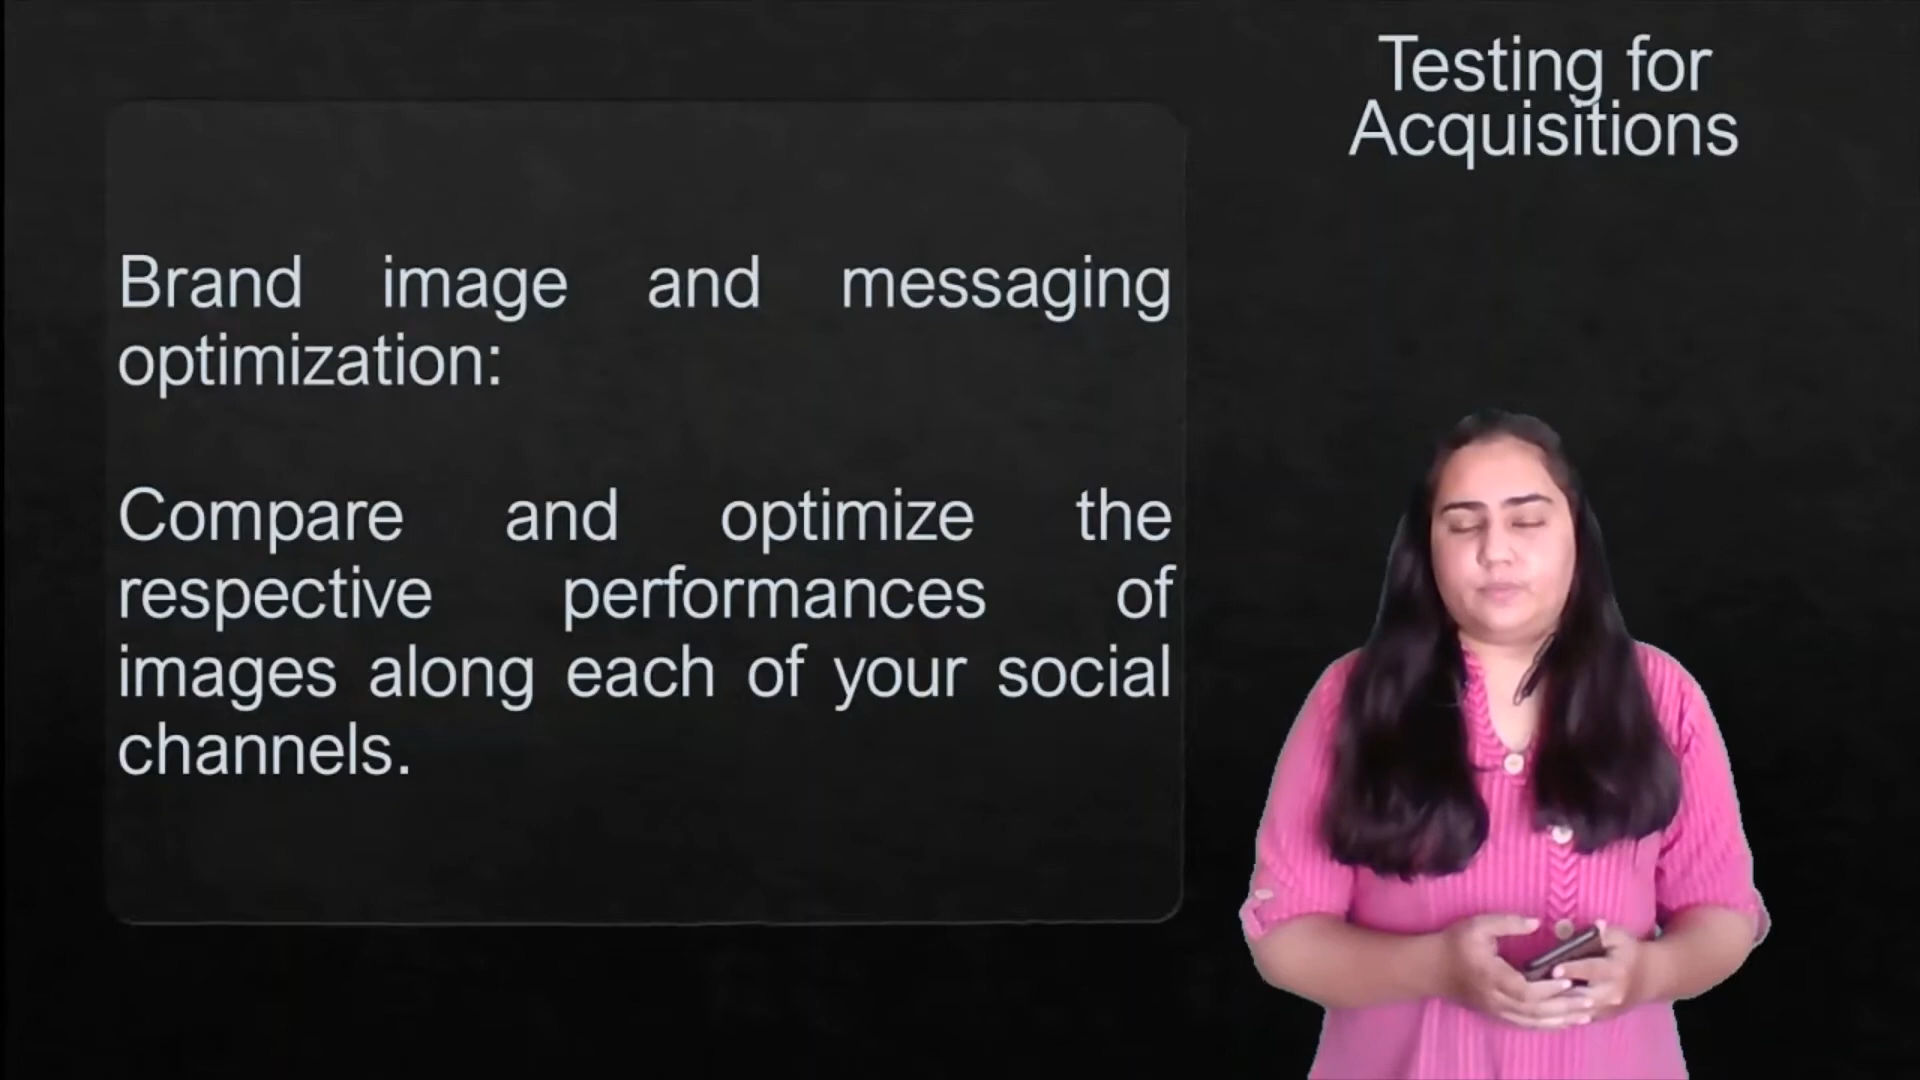 Testing for
Acquisitions
Brand image and messaging
optimization:
Compare and optimize the
respective performances of
images along each of your social
channels.